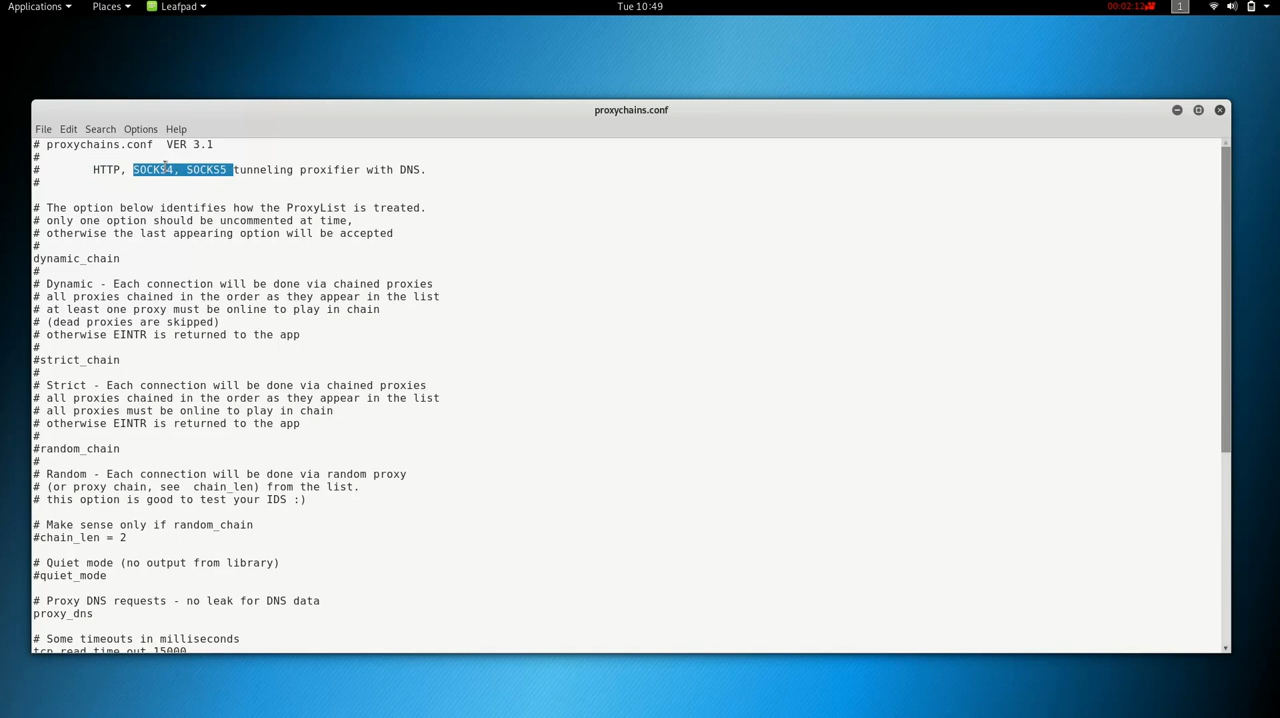 Applications Places Leafpad Tue 10:49 00:02:12 1
proxychains.conf
File Edit Search Options Help
# proxychains.conf  VER 3.1
#
#        HTTP, SOCKS4, SOCKS5 tunneling proxifier with DNS.
#
# The option below identifies how the ProxyList is treated.
# only one option should be uncommented at time,
# otherwise the last appearing option will be accepted
#
dynamic_chain
#
# Dynamic - Each connection will be done via chained proxies
# all proxies chained in the order as they appear in the list
# at least one proxy must be online to play in chain
# (dead proxies are skipped)
# otherwise EINTR is returned to the app
#
#strict_chain
#
# Strict - Each connection will be done via chained proxies
# all proxies chained in the order as they appear in the list
# all proxies must be online to play in chain
# otherwise EINTR is returned to the app
#
#random_chain
#
# Random - Each connection will be done via random proxy
# (or proxy chain, see  chain_len) from the list.
# this option is good to test your IDS :)
# Make sense only if random_chain
#chain_len = 2
# Quiet mode (no output from library)
#quiet_mode
# Proxy DNS requests - no leak for DNS data
proxy_dns
# Some timeouts in milliseconds
tcp_read_time_out 15000